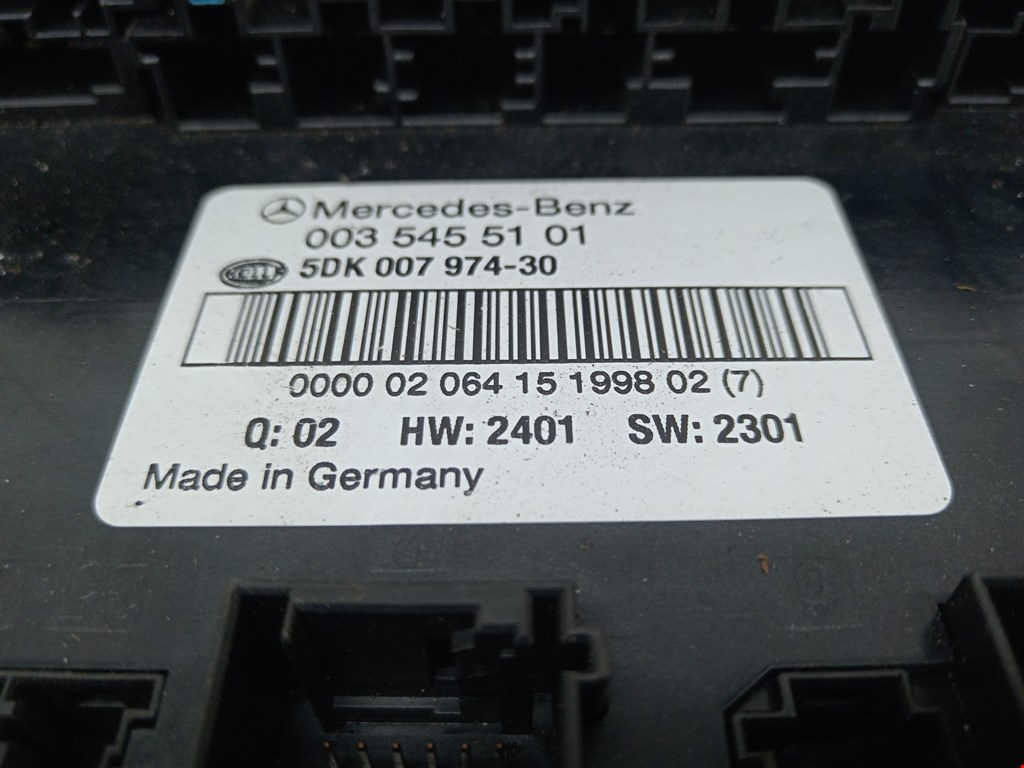 Mercedes-Benz
003 545 51 01
HELLA 5DK 007 974-30
0000 02 064 15 1998 02 (7)
Q: 02 HW: 2401 SW: 2301
Made in Germany